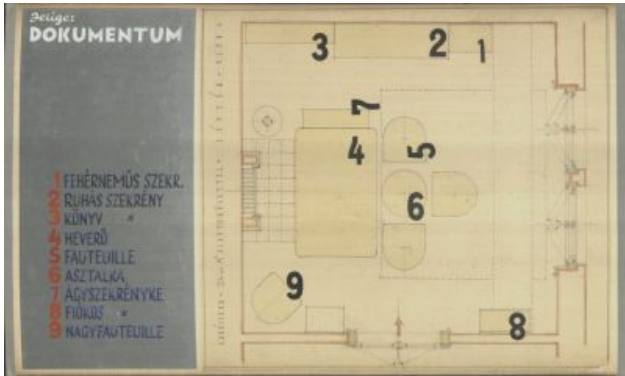 Jelige:
DOKUMENTUM
1 FEHÉRNEMŰS SZEKR.
2 RUHÁS SZEKRÉNY
3 KÖNYV "
4 HEVERŐ
5 FAUTEUILLE
6 ASZTALKA
7 ÁGYSZEKRÉNYKE
8 FIÓKOS "
9 NAGYFAUTEUILLE
3 2 1
7
4 5
6
9
8